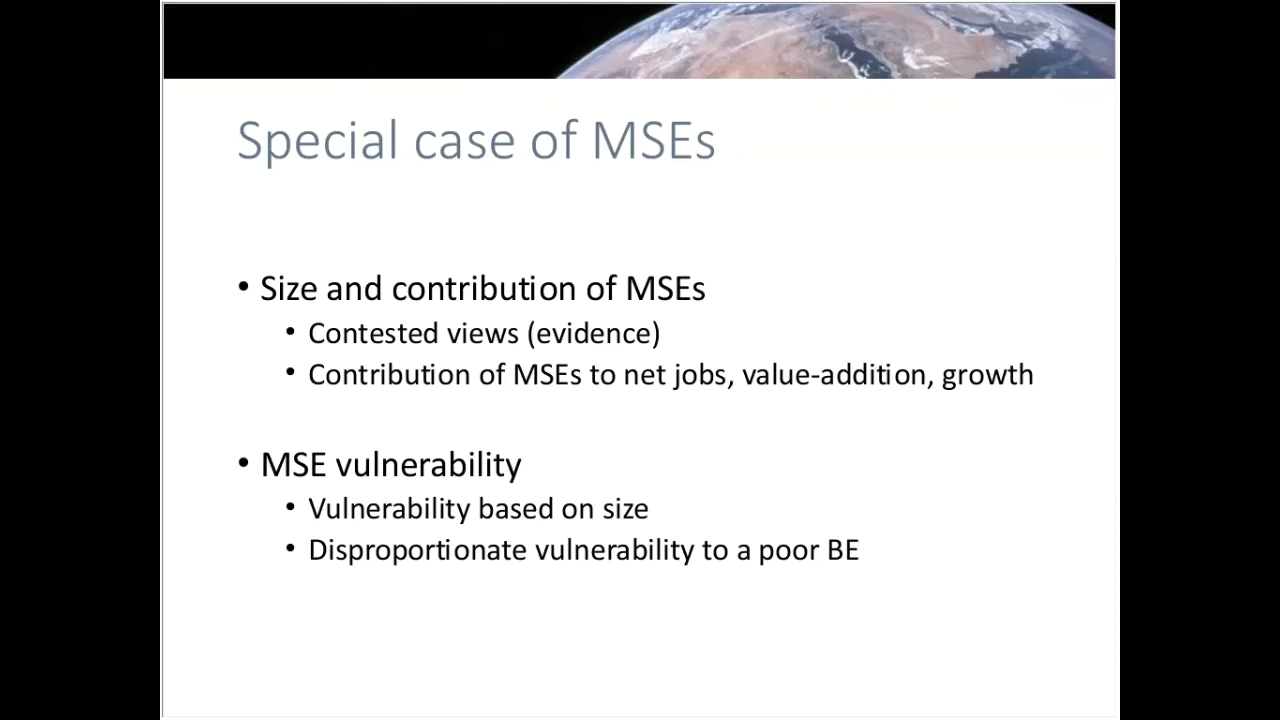 Special case of MSEs
• Size and contribution of MSEs
• Contested views (evidence)
• Contribution of MSEs to net jobs, value-addition, growth
• MSE vulnerability
• Vulnerability based on size
• Disproportionate vulnerability to a poor BE